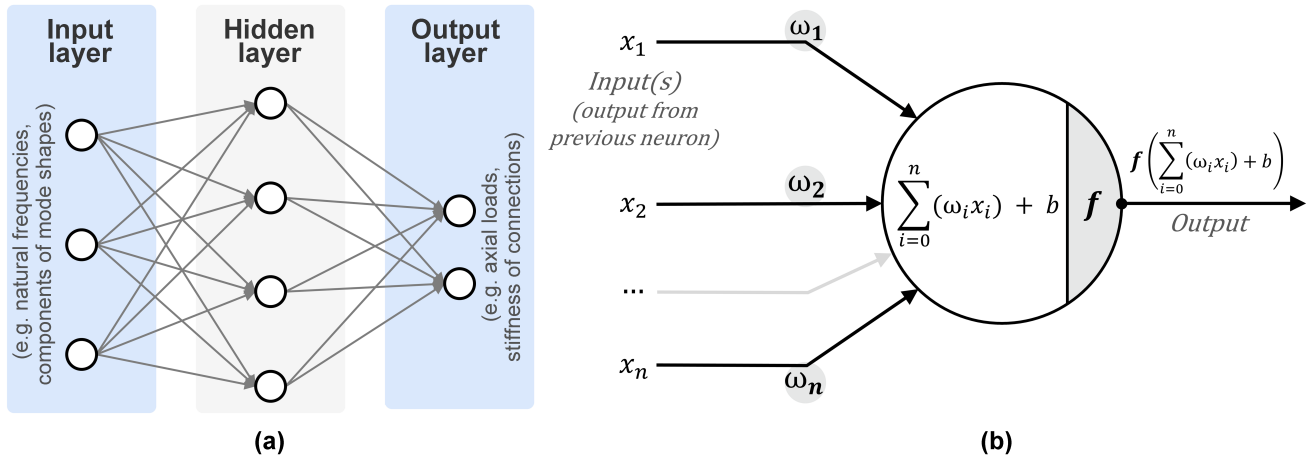 Input
layer
Hidden
layer
Output
layer
(e.g. natural frequencies,
components of mode shapes)
(e.g. axial loads,
stiffness of connections)
(a)
x₁
ω₁
Input(s)
(output from
previous neuron)
x₂
ω₂
...
xₙ
ωₙ
n
∑(ωᵢxᵢ) + b
i=0
f
n
f(∑(ωᵢxᵢ) + b)
i=0
Output
(b)